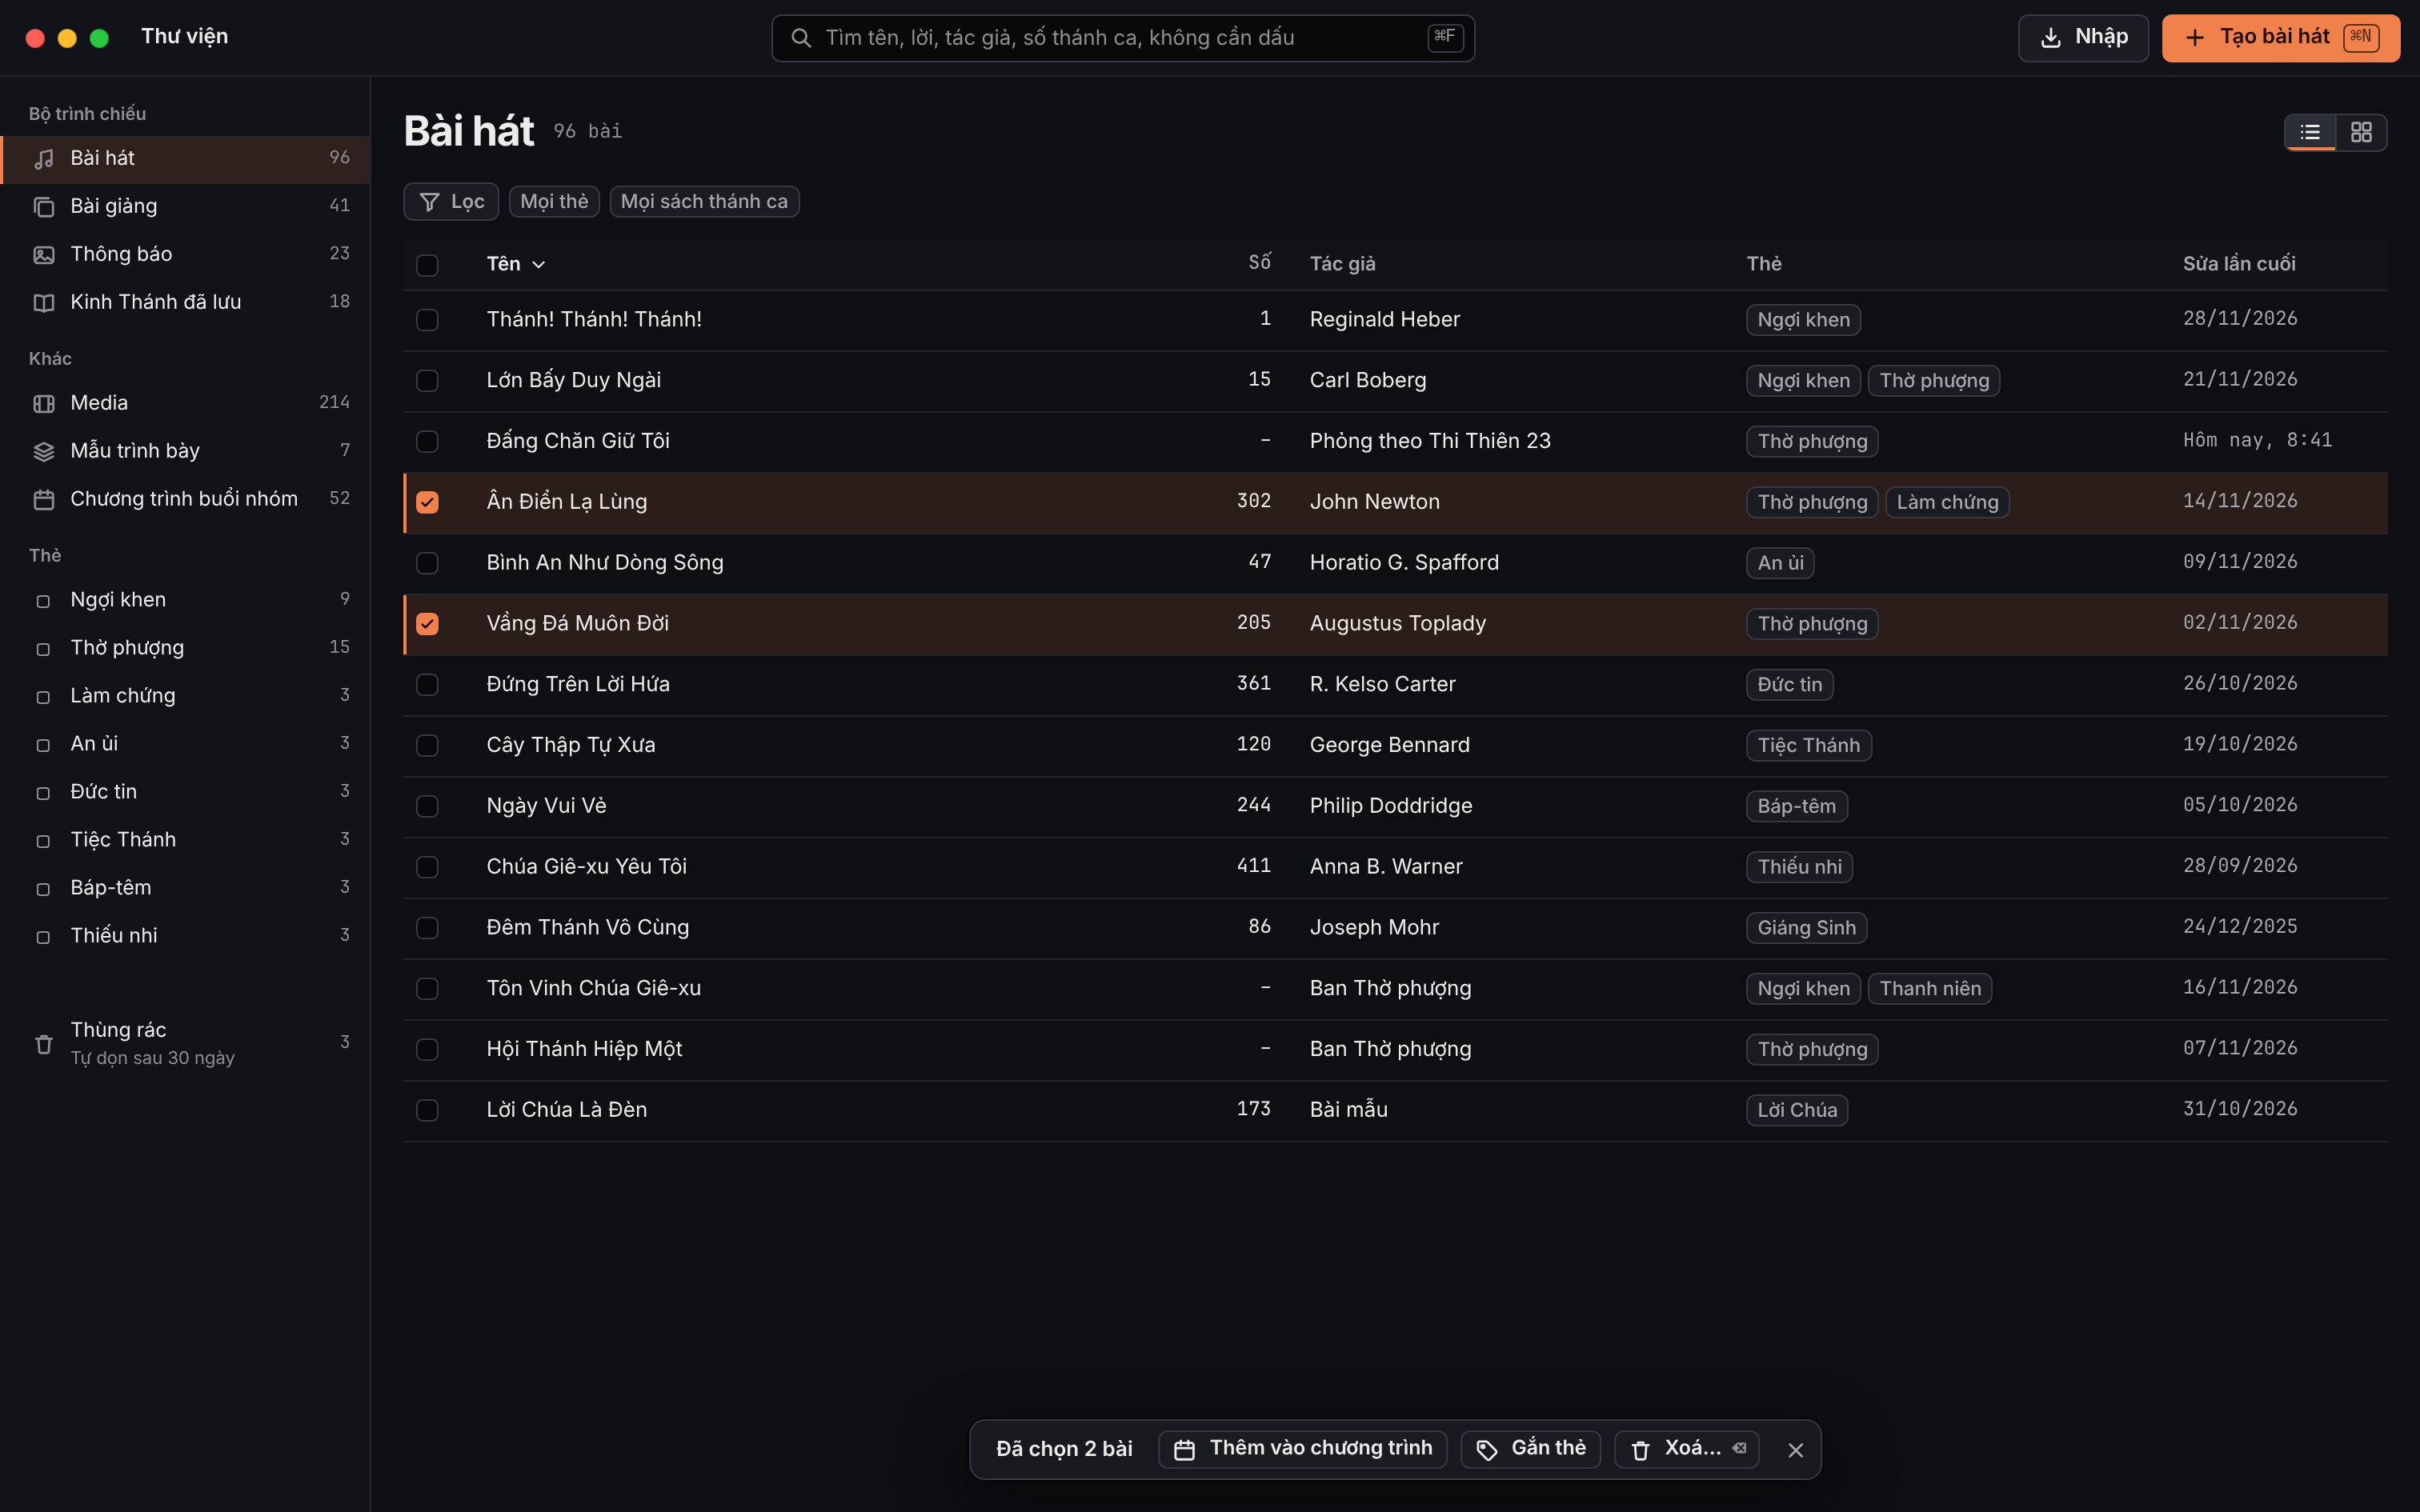 Thư viện
Tìm tên, lời, tác giả, số thánh ca, không cần dấu ⌘F
Nhập
Tạo bài hát ⌘N
Bộ trình chiếu
Bài hát 96
Bài giảng 41
Thông báo 23
Kinh Thánh đã lưu 18
Khác
Media 214
Mẫu trình bày 7
Chương trình buổi nhóm 52
Thẻ
Ngợi khen 9
Thờ phượng 15
Làm chứng 3
An ủi 3
Đức tin 3
Tiệc Thánh 3
Báp-têm 3
Thiếu nhi 3
Thùng rác 3
Tự dọn sau 30 ngày
Bài hát 96 bài
Lọc Mọi thẻ Mọi sách thánh ca
Tên Số Tác giả Thẻ Sửa lần cuối
Thánh! Thánh! Thánh! 1 Reginald Heber Ngợi khen 28/11/2026
Lớn Bấy Duy Ngài 15 Carl Boberg Ngợi khen Thờ phượng 21/11/2026
Đấng Chăn Giữ Tôi – Phỏng theo Thi Thiên 23 Thờ phượng Hôm nay, 8:41
Ân Điển Lạ Lùng 302 John Newton Thờ phượng Làm chứng 14/11/2026
Bình An Như Dòng Sông 47 Horatio G. Spafford An ủi 09/11/2026
Vầng Đá Muôn Đời 205 Augustus Toplady Thờ phượng 02/11/2026
Đứng Trên Lời Hứa 361 R. Kelso Carter Đức tin 26/10/2026
Cây Thập Tự Xưa 120 George Bennard Tiệc Thánh 19/10/2026
Ngày Vui Vẻ 244 Philip Doddridge Báp-têm 05/10/2026
Chúa Giê-xu Yêu Tôi 411 Anna B. Warner Thiếu nhi 28/09/2026
Đêm Thánh Vô Cùng 86 Joseph Mohr Giáng Sinh 24/12/2025
Tôn Vinh Chúa Giê-xu – Ban Thờ phượng Ngợi khen Thanh niên 16/11/2026
Hội Thánh Hiệp Một – Ban Thờ phượng Thờ phượng 07/11/2026
Lời Chúa Là Đèn 173 Bài mẫu Lời Chúa 31/10/2026
Đã chọn 2 bài Thêm vào chương trình Gắn thẻ Xoá... ⌫